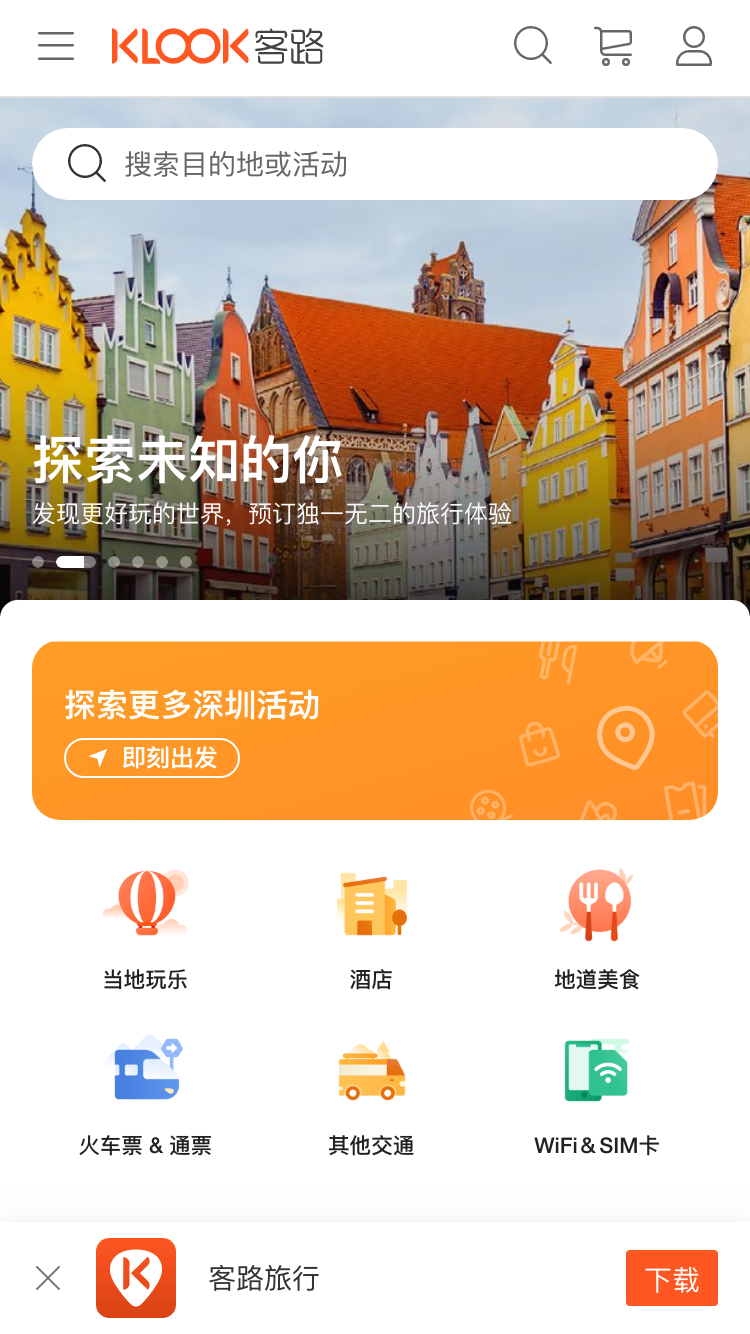 KLOOK客路
搜索目的地或活动
探索未知的你
发现更好玩的世界，预订独一无二的旅行体验
探索更多深圳活动
即刻出发
当地玩乐
酒店
地道美食
火车票 & 通票
其他交通
WiFi & SIM卡
客路旅行
下载